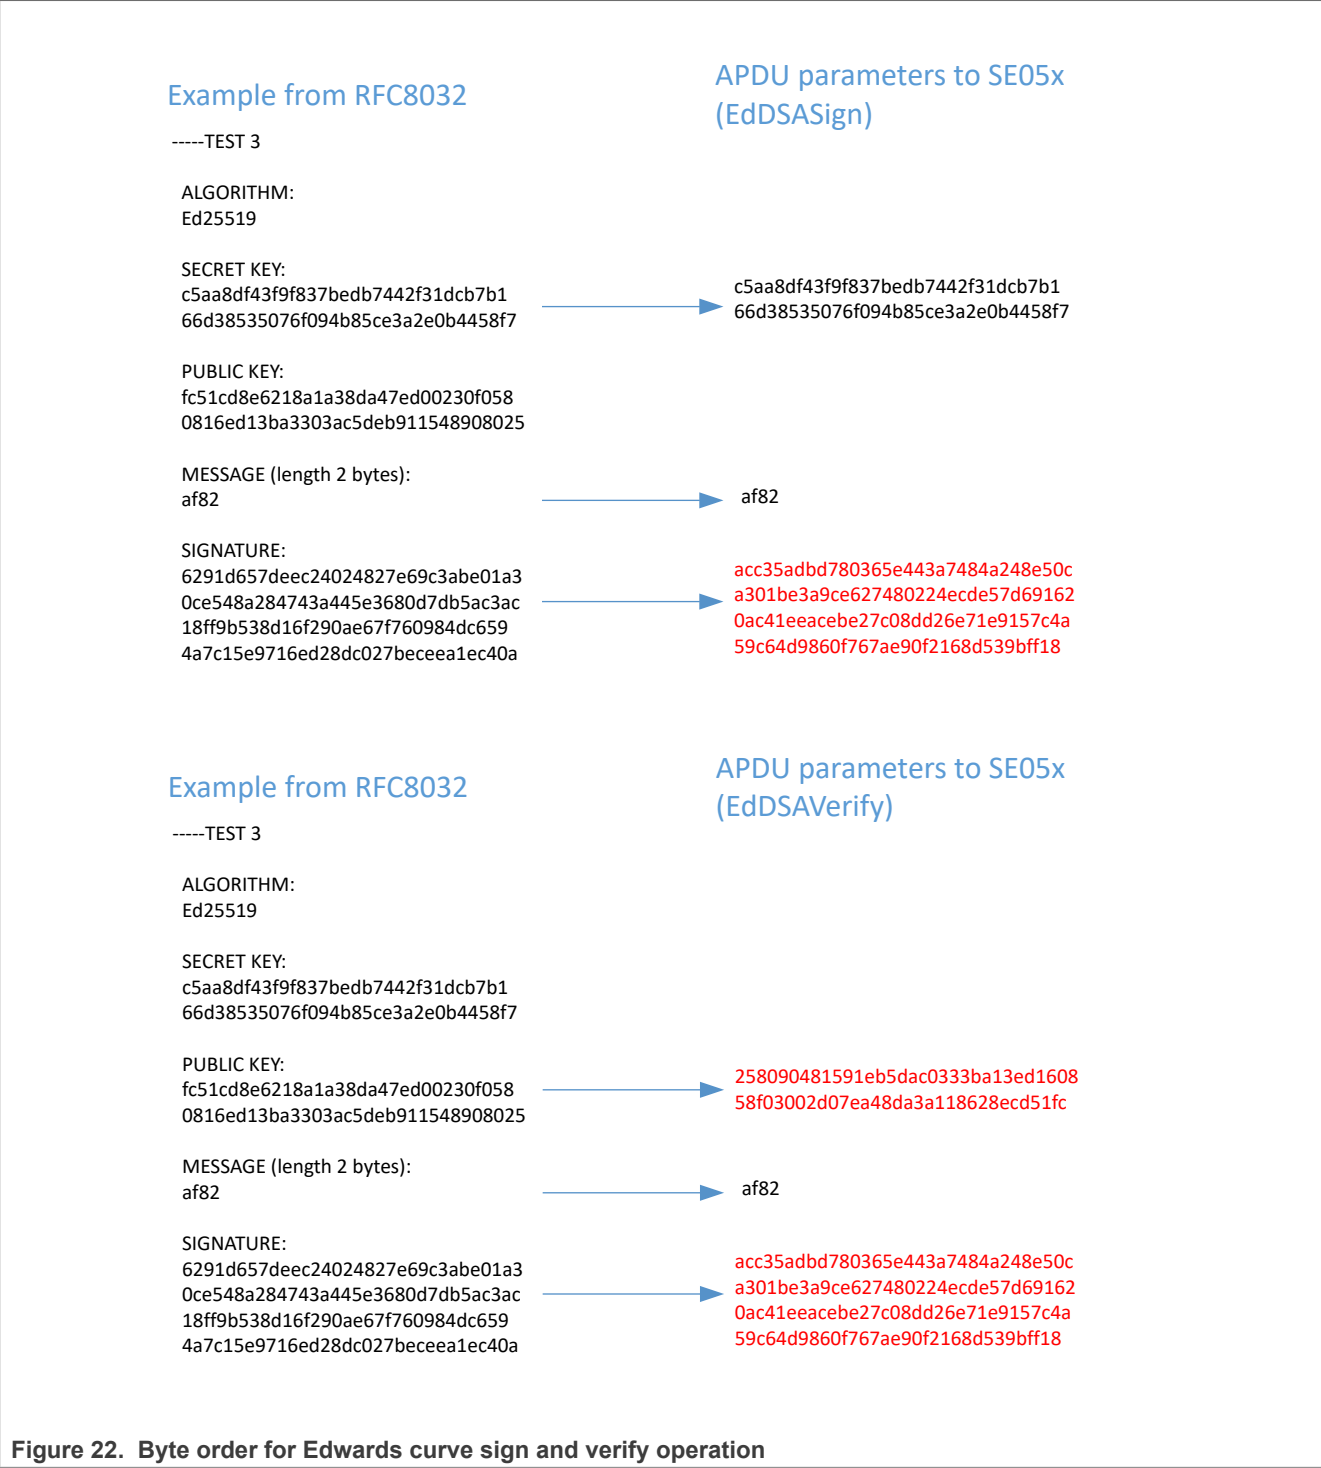 Example from RFC8032
APDU parameters to SE05x
(EdDSASign)
-----TEST 3
ALGORITHM:
Ed25519
SECRET KEY:
c5aa8df43f9f837bedb7442f31dcb7b1
66d38535076f094b85ce3a2e0b4458f7
c5aa8df43f9f837bedb7442f31dcb7b1
66d38535076f094b85ce3a2e0b4458f7
PUBLIC KEY:
fc51cd8e6218a1a38da47ed00230f058
0816ed13ba3303ac5deb911548908025
MESSAGE (length 2 bytes):
af82
af82
SIGNATURE:
6291d657deec24024827e69c3abe01a3
0ce548a284743a445e3680d7db5ac3ac
18ff9b538d16f290ae67f760984dc659
4a7c15e9716ed28dc027beceea1ec40a
acc35adbd780365e443a7484a248e50c
a301be3a9ce627480224ecde57d69162
0ac41eeacebe27c08dd26e71e9157c4a
59c64d9860f767ae90f2168d539bff18
Example from RFC8032
APDU parameters to SE05x
(EdDSAVerify)
-----TEST 3
ALGORITHM:
Ed25519
SECRET KEY:
c5aa8df43f9f837bedb7442f31dcb7b1
66d38535076f094b85ce3a2e0b4458f7
PUBLIC KEY:
fc51cd8e6218a1a38da47ed00230f058
0816ed13ba3303ac5deb911548908025
258090481591eb5dac0333ba13ed1608
58f03002d07ea48da3a118628ecd51fc
MESSAGE (length 2 bytes):
af82
af82
SIGNATURE:
6291d657deec24024827e69c3abe01a3
0ce548a284743a445e3680d7db5ac3ac
18ff9b538d16f290ae67f760984dc659
4a7c15e9716ed28dc027beceea1ec40a
acc35adbd780365e443a7484a248e50c
a301be3a9ce627480224ecde57d69162
0ac41eeacebe27c08dd26e71e9157c4a
59c64d9860f767ae90f2168d539bff18
Figure 22. Byte order for Edwards curve sign and verify operation